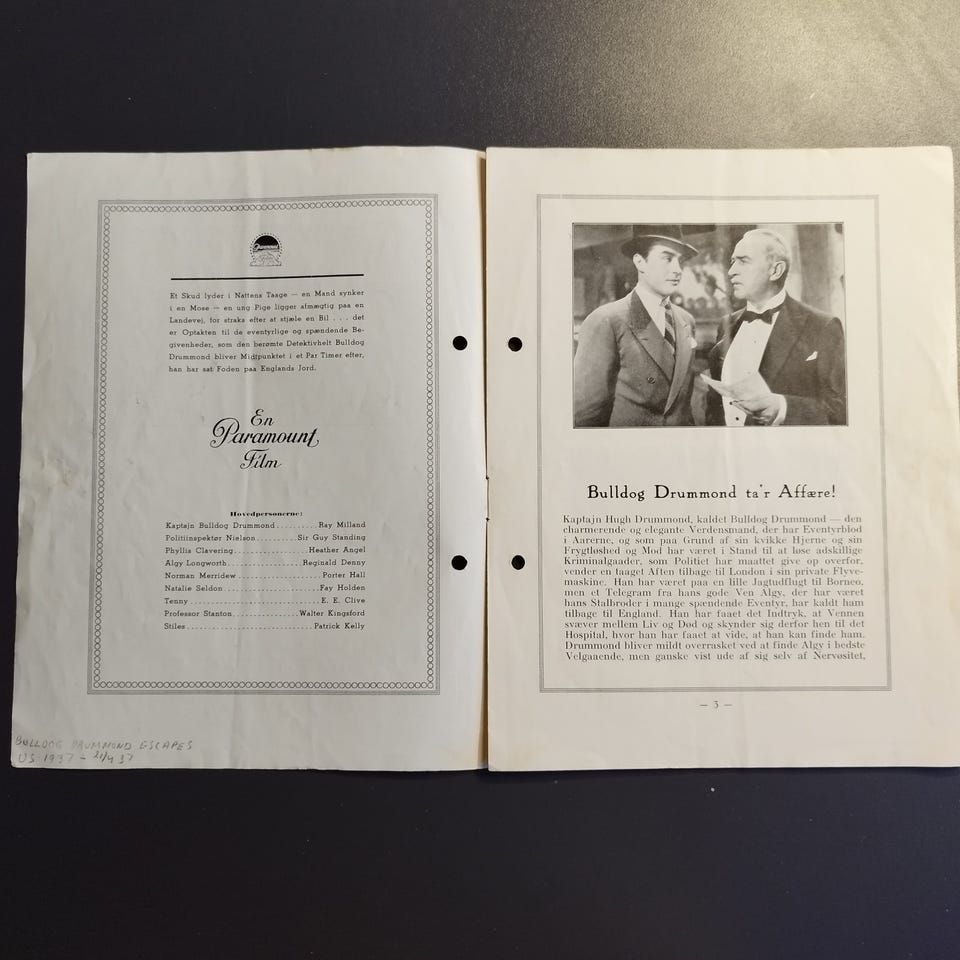 Paramount
Et Skud lyder i Nattens Taage — en Mand synker
i en Mose — en ung Pige ligger afmægtig paa en
Landevej, for straks efter at stjæle en Bil . . . det
er Optakten til de eventyrlige og spændende Be-
givenheder, som den berømte Detektivhelt Bulldog
Drummond bliver Midtpunktet i et Par Timer efter,
han har sat Foden paa Englands Jord.
En
Paramount
Film
Hovedpersonerne:
Kaptajn Bulldog Drummond..........Ray Milland
Politiinspektør Nielson..........Sir Guy Standing
Phyllis Clavering..................Heather Angel
Algy Longworth..................Reginald Denny
Norman Merridew....................Porter Hall
Natalie Seldon.......................Fay Holden
Tenny................................E. E. Clive
Professor Stanton................Walter Kingsford
Stiles..............................Patrick Kelly
BULLDOG DRUMMOND ESCAPES
US-1937 - 21/4 37
Bulldog Drummond ta'r Affære!
Kaptajn Hugh Drummond, kaldet Bulldog Drummond — den
charmerende og elegante Verdensmand, der har Eventyrblod
i Aarerne, og som paa Grund af sin kvikke Hjerne og sin
Frygtløshed og Mod har været i Stand til at løse adskillige
Kriminalgaader, som Politiet har maattet give op overfor,
vender en taaget Aften tilbage til London i sin private Flyve-
maskine. Han har været paa en lille Jagtudflugt til Borneo,
men et Telegram fra hans gode Ven Algy, der har været
hans Stalbroder i mange spændende Eventyr, har kaldt ham
tilbage til England. Han har faaet det Indtryk, at Vennen
svæver mellem Liv og Død og skynder sig derfor hen til det
Hospital, hvor han har faaet at vide, at han kan finde ham.
Drummond bliver mildt overrasket ved at finde Algy i bedste
Velgaaende, men ganske vist ude af sig selv af Nervøsitet,
— 3 —